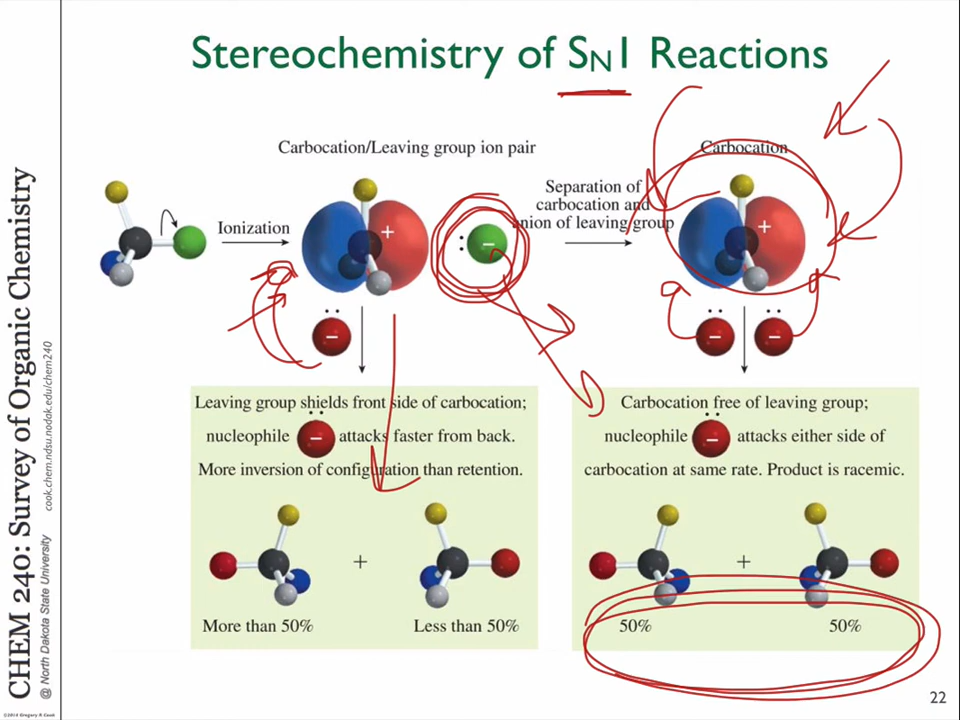 Stereochemistry of SN1 Reactions
CHEM 240: Survey of Organic Chemistry
@ North Dakota State University cook.chem.ndsu.nodak.edu/chem240
©2014 Gregory R Cook
Carbocation/Leaving group ion pair
Carbocation
Ionization
Separation of
carbocation and
anion of leaving group
+
:
−
+
−
− −
Leaving group shields front side of carbocation;
nucleophile − attacks faster from back.
More inversion of configuration than retention.
+
More than 50% Less than 50%
Carbocation free of leaving group;
nucleophile − attacks either side of
carbocation at same rate. Product is racemic.
+
50% 50%
22